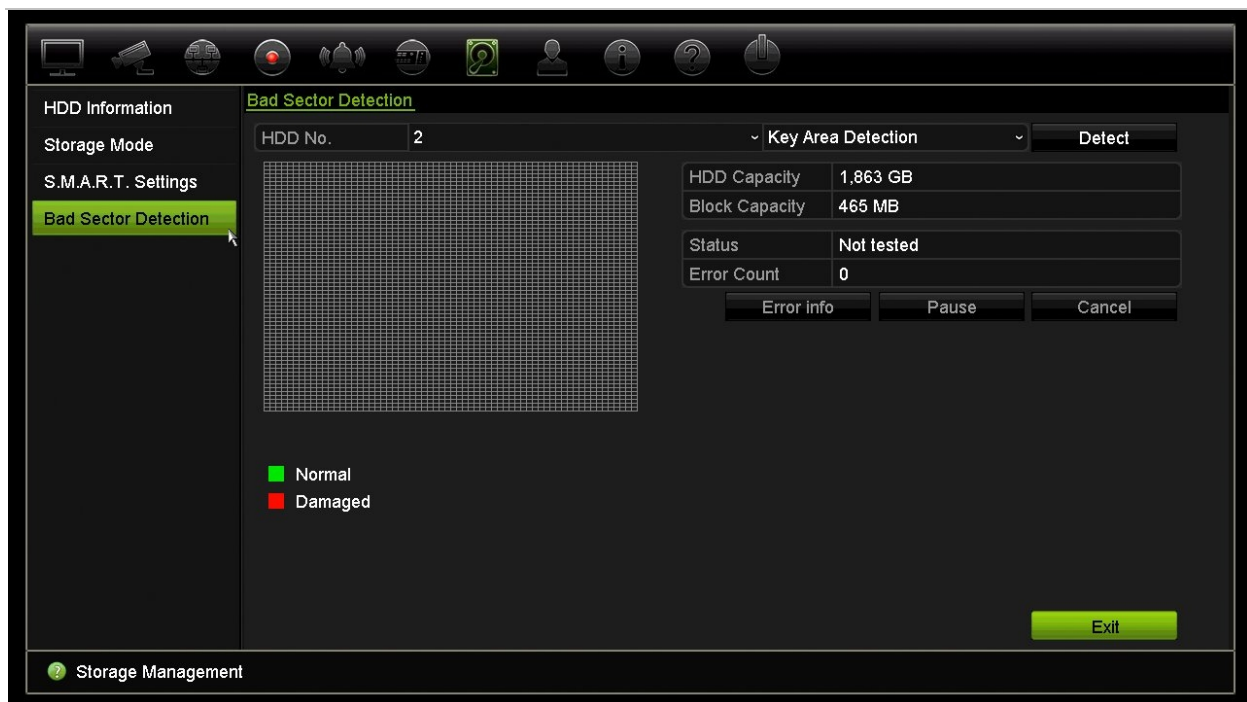 HDD Information
Storage Mode
S.M.A.R.T. Settings
Bad Sector Detection
Bad Sector Detection
HDD No. 2 Key Area Detection Detect
HDD Capacity 1,863 GB
Block Capacity 465 MB
Status Not tested
Error Count 0
Error info Pause Cancel
Normal
Damaged
Exit
Storage Management